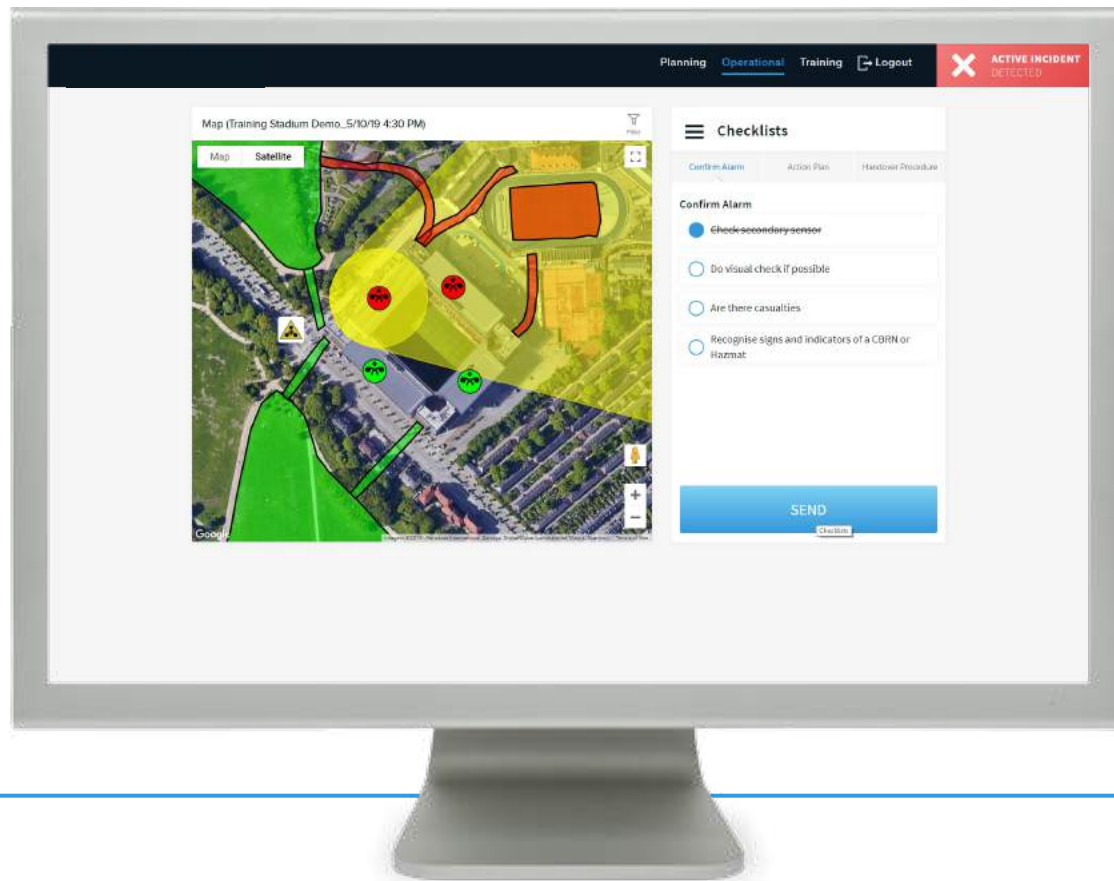 Planning Operational Training Logout
ACTIVE INCIDENT
DETECTED
Map (Training Stadium Demo_5/10/19 4:30 PM)
Filter
Map Satellite
Checklists
Confirm Alarm Action Plan Handover Procedure
Confirm Alarm
Check secondary sensor
Do visual check if possible
Are there casualties
Recognise signs and indicators of a CBRN or
Hazmat
SEND
Checklists
Google